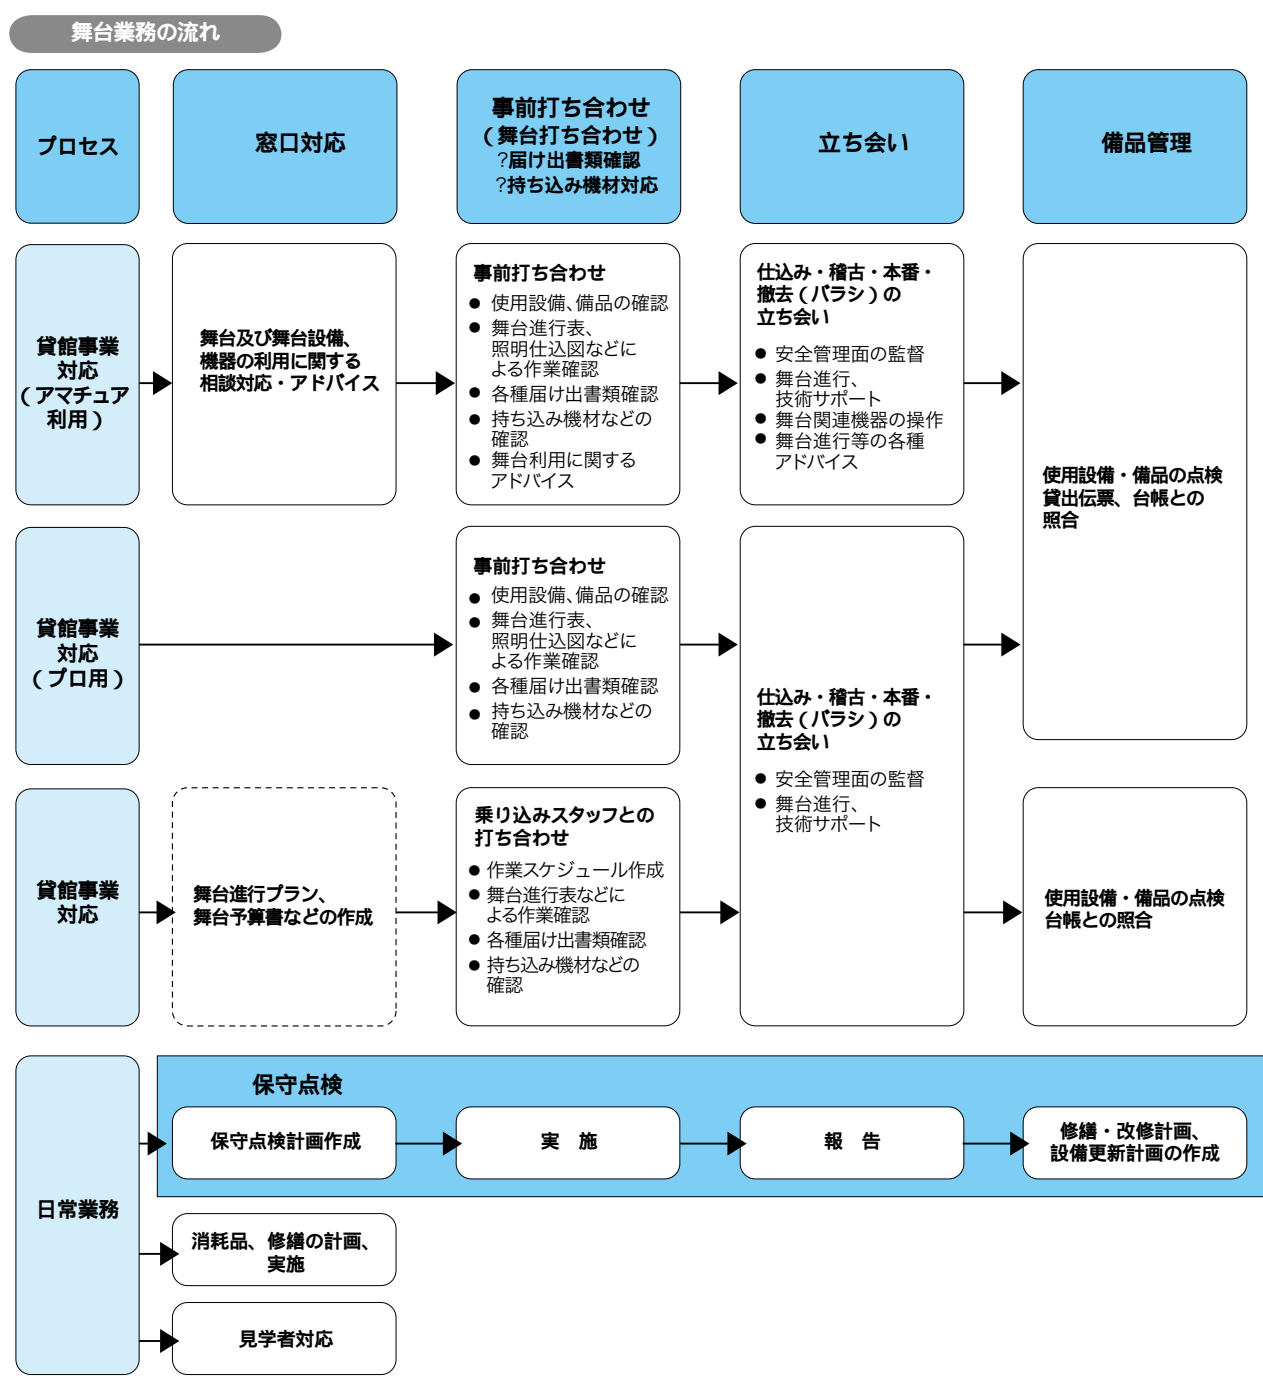 舞台業務の流れ
プロセス
窓口対応
事前打ち合わせ
（舞台打ち合わせ）
?届け出書類確認
?持ち込み機材対応
立ち会い
備品管理
貸館事業
対応
（アマチュア
利用）
舞台及び舞台設備、
機器の利用に関する
相談対応・アドバイス
事前打ち合わせ
● 使用設備、備品の確認
● 舞台進行表、
照明仕込図などに
よる作業確認
● 各種届け出書類確認
● 持ち込み機材などの
確認
● 舞台利用に関する
アドバイス
仕込み・稽古・本番・
撤去（バラシ）の
立ち会い
● 安全管理面の監督
● 舞台進行、
技術サポート
● 舞台関連機器の操作
● 舞台進行等の各種
アドバイス
使用設備・備品の点検
貸出伝票、台帳との
照合
貸館事業
対応
（プロ用）
事前打ち合わせ
● 使用設備、備品の確認
● 舞台進行表、
照明仕込図などに
よる作業確認
● 各種届け出書類確認
● 持ち込み機材などの
確認
仕込み・稽古・本番・
撤去（バラシ）の
立ち会い
● 安全管理面の監督
● 舞台進行、
技術サポート
貸館事業
対応
舞台進行プラン、
舞台予算書などの作成
乗り込みスタッフとの
打ち合わせ
● 作業スケジュール作成
● 舞台進行表などに
よる作業確認
● 各種届け出書類確認
● 持ち込み機材などの
確認
使用設備・備品の点検
台帳との照合
日常業務
保守点検
保守点検計画作成
実　施
報　告
修繕・改修計画、
設備更新計画の作成
消耗品、修繕の計画、
実施
見学者対応